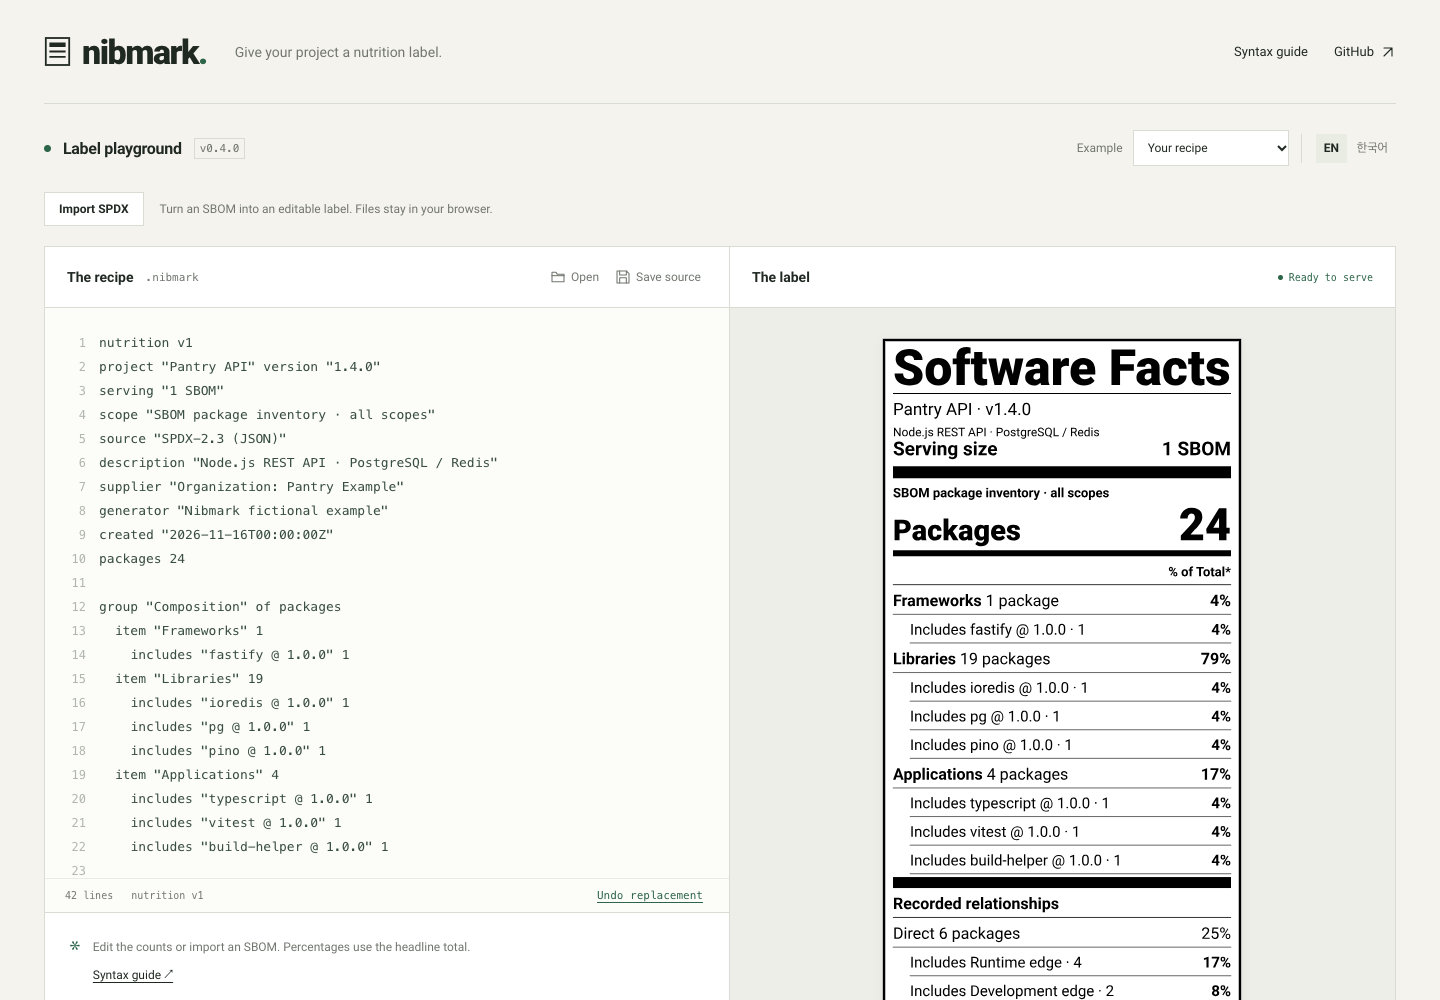 nibmark.
Give your project a nutrition label.
Syntax guide
GitHub
Label playground
v0.4.0
Example
Your recipe
EN
한국어
Import SPDX
Turn an SBOM into an editable label. Files stay in your browser.
The recipe
.nibmark
Open
Save source
1 nutrition v1
2 project "Pantry API" version "1.4.0"
3 serving "1 SBOM"
4 scope "SBOM package inventory · all scopes"
5 source "SPDX-2.3 (JSON)"
6 description "Node.js REST API · PostgreSQL / Redis"
7 supplier "Organization: Pantry Example"
8 generator "Nibmark fictional example"
9 created "2026-11-16T00:00:00Z"
10 packages 24
11
12 group "Composition" of packages
13 item "Frameworks" 1
14 includes "fastify @ 1.0.0" 1
15 item "Libraries" 19
16 includes "ioredis @ 1.0.0" 1
17 includes "pg @ 1.0.0" 1
18 includes "pino @ 1.0.0" 1
19 item "Applications" 4
20 includes "typescript @ 1.0.0" 1
21 includes "vitest @ 1.0.0" 1
22 includes "build-helper @ 1.0.0" 1
23
42 lines nutrition v1
Undo replacement
* Edit the counts or import an SBOM. Percentages use the headline total.
Syntax guide ↗
The label
Ready to serve
Software Facts
Pantry API · v1.4.0
Node.js REST API · PostgreSQL / Redis
Serving size 1 SBOM
SBOM package inventory · all scopes
Packages 24
% of Total*
Frameworks 1 package 4%
Includes fastify @ 1.0.0 · 1 4%
Libraries 19 packages 79%
Includes ioredis @ 1.0.0 · 1 4%
Includes pg @ 1.0.0 · 1 4%
Includes pino @ 1.0.0 · 1 4%
Applications 4 packages 17%
Includes typescript @ 1.0.0 · 1 4%
Includes vitest @ 1.0.0 · 1 4%
Includes build-helper @ 1.0.0 · 1 4%
Recorded relationships
Direct 6 packages 25%
Includes Runtime edge · 4 17%
Includes Development edge · 2 8%